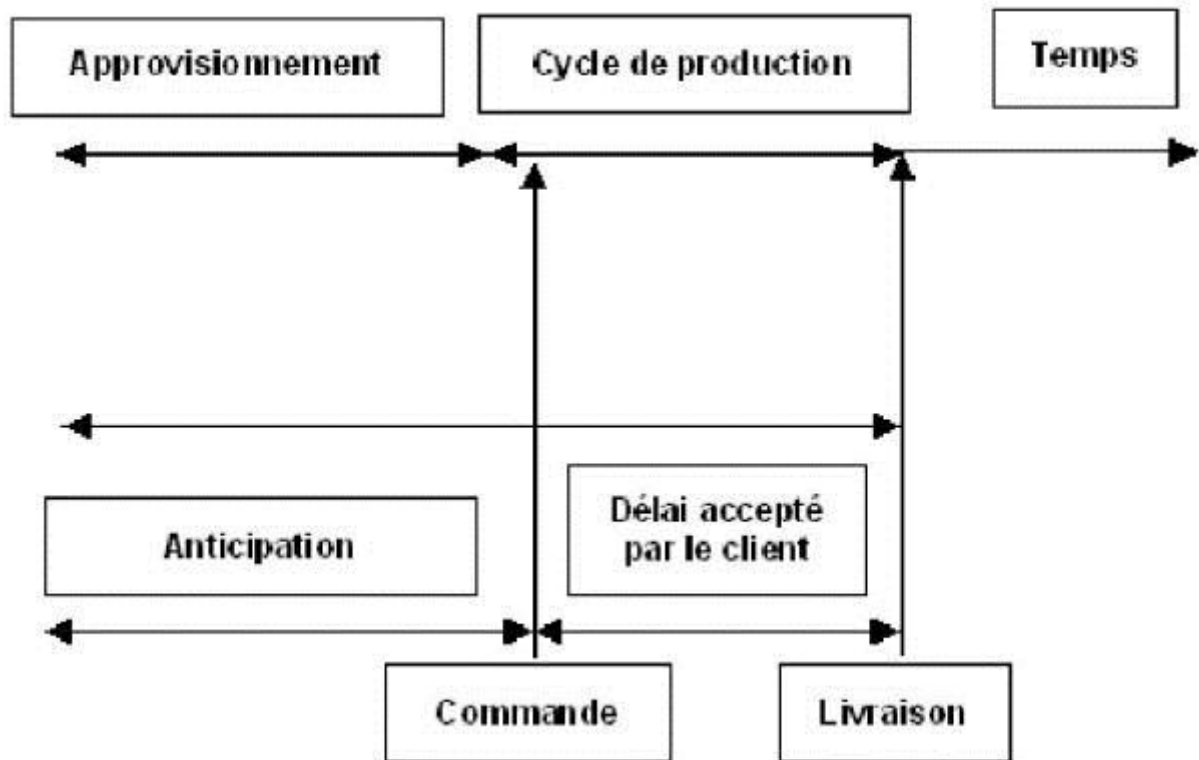 Approvisionnement
Cycle de production
Temps
Anticipation
Délai accepté
par le client
Commande
Livraison